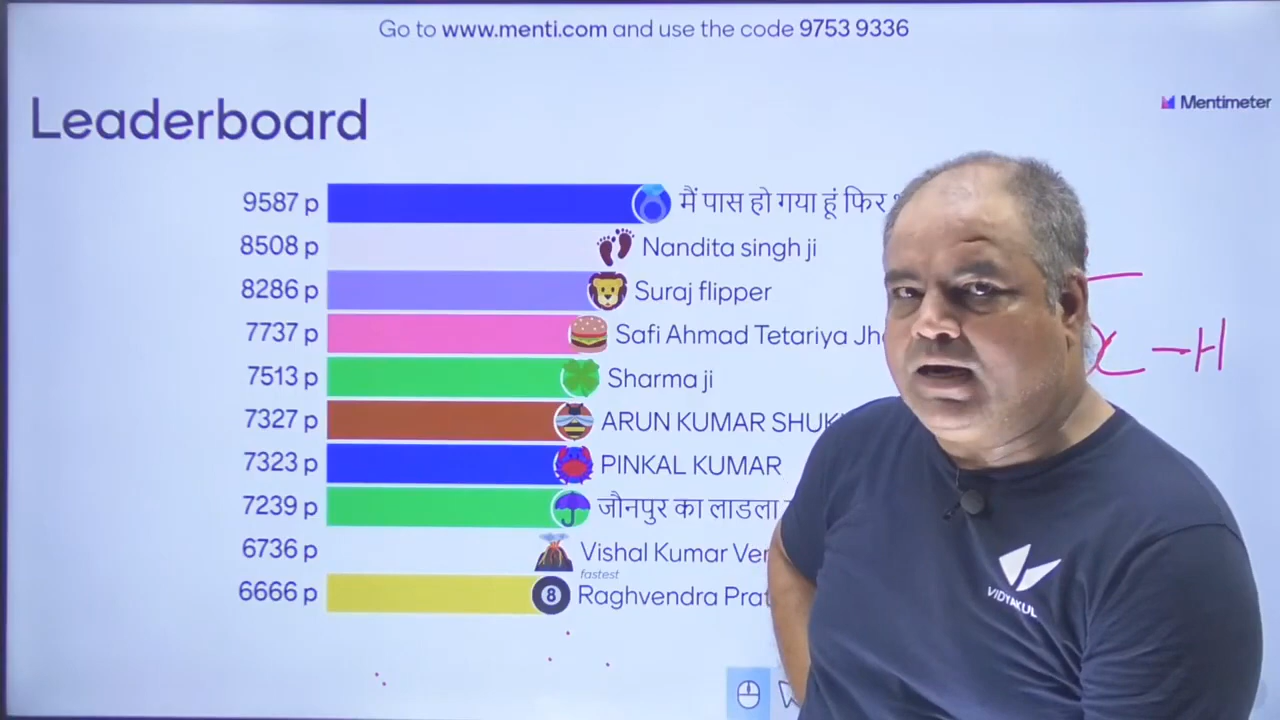 Go to www.menti.com and use the code 9753 9336
Mentimeter
Leaderboard
9587 p मैं पास हो गया हूं फिर
8508 p Nandita singh ji
8286 p Suraj flipper
7737 p Safi Ahmad Tetariya
7513 p Sharma ji
7327 p ARUN KUMAR
7323 p PINKAL KUMAR
7239 p जौनपुर का लाडला
6736 p Vishal Kumar
fastest
6666 p 8 Raghvendra
-H
VIDYAKUL